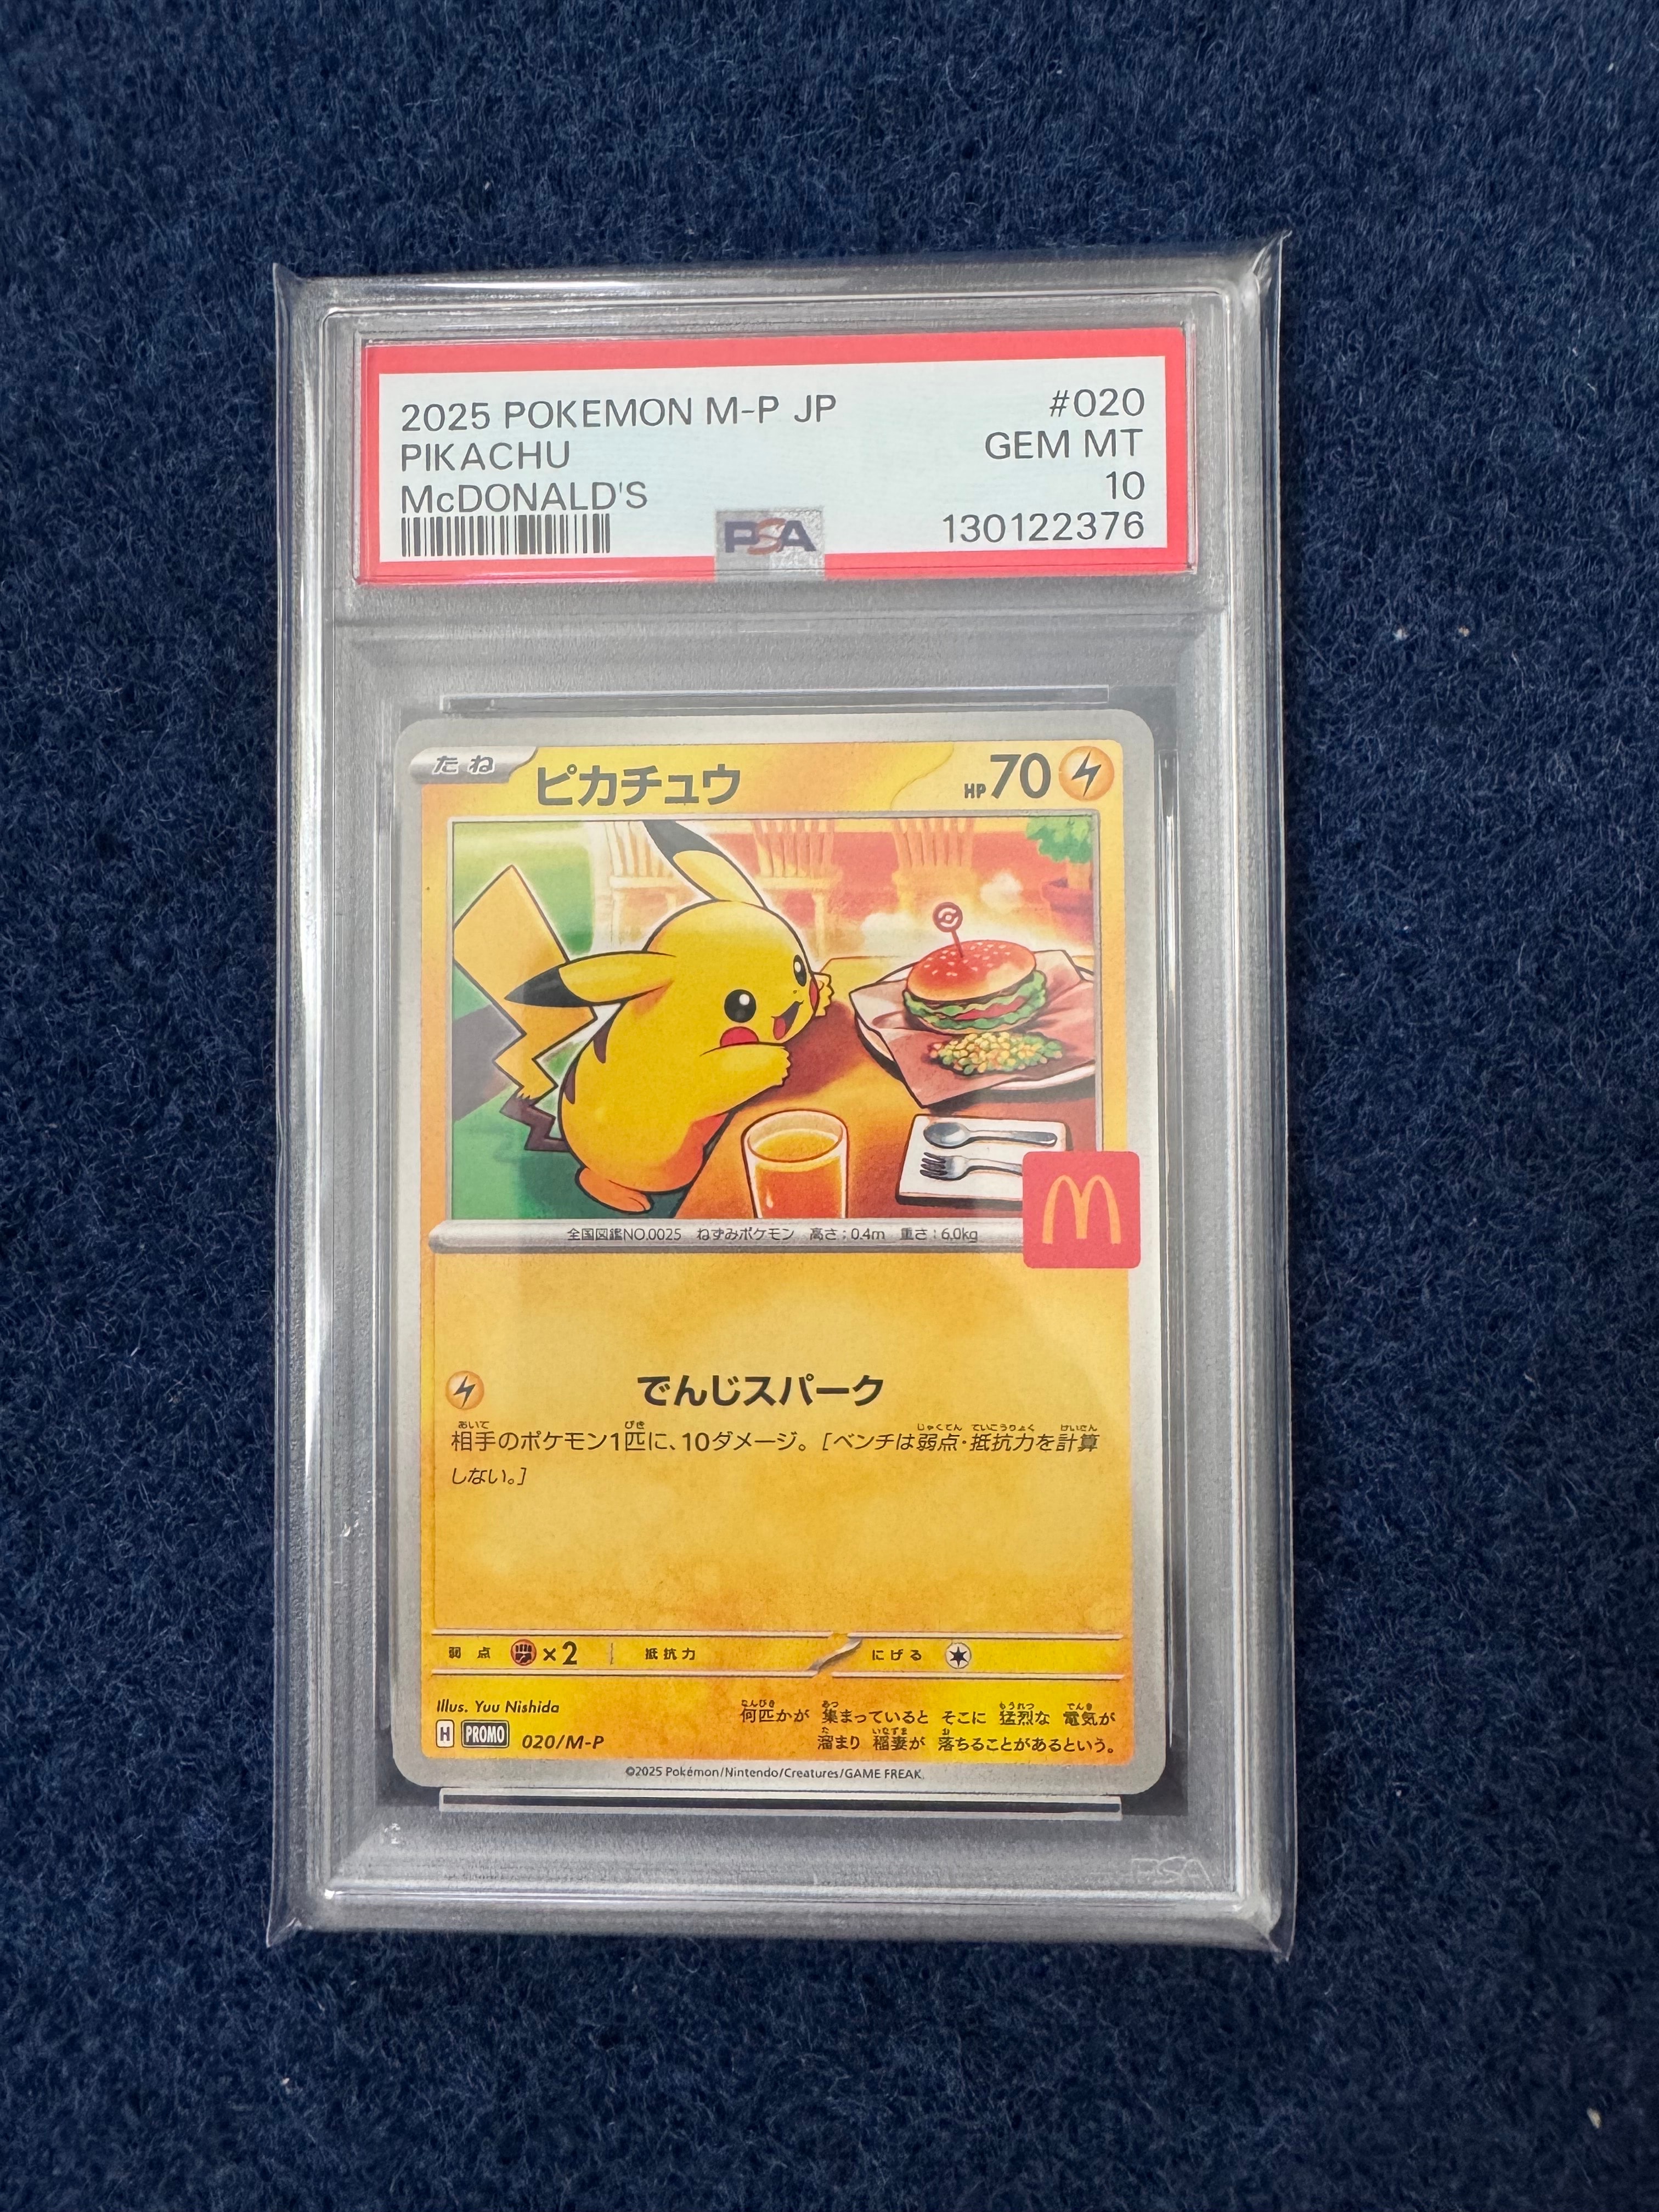 2025 POKEMON M-P JP #020
PIKACHU GEM MT
McDONALD'S 10
PSA 130122376
たね ピカチュウ HP70
全国図鑑NO.0025 ねずみポケモン 高さ:0.4m 重さ:6.0kg
でんじスパーク
相手のポケモン1匹に、10ダメージ。[ベンチは弱点・抵抗力を計算
しない。]
弱点 ×2 抵抗力 にげる
Illus. Yuu Nishida
何匹かが 集まっていると そこに 猛烈な 電気が
H PROMO 020/M-P
溜まり 稲妻が 落ちることがあるという。
©2025 Pokémon/Nintendo/Creatures/GAME FREAK.
PSA